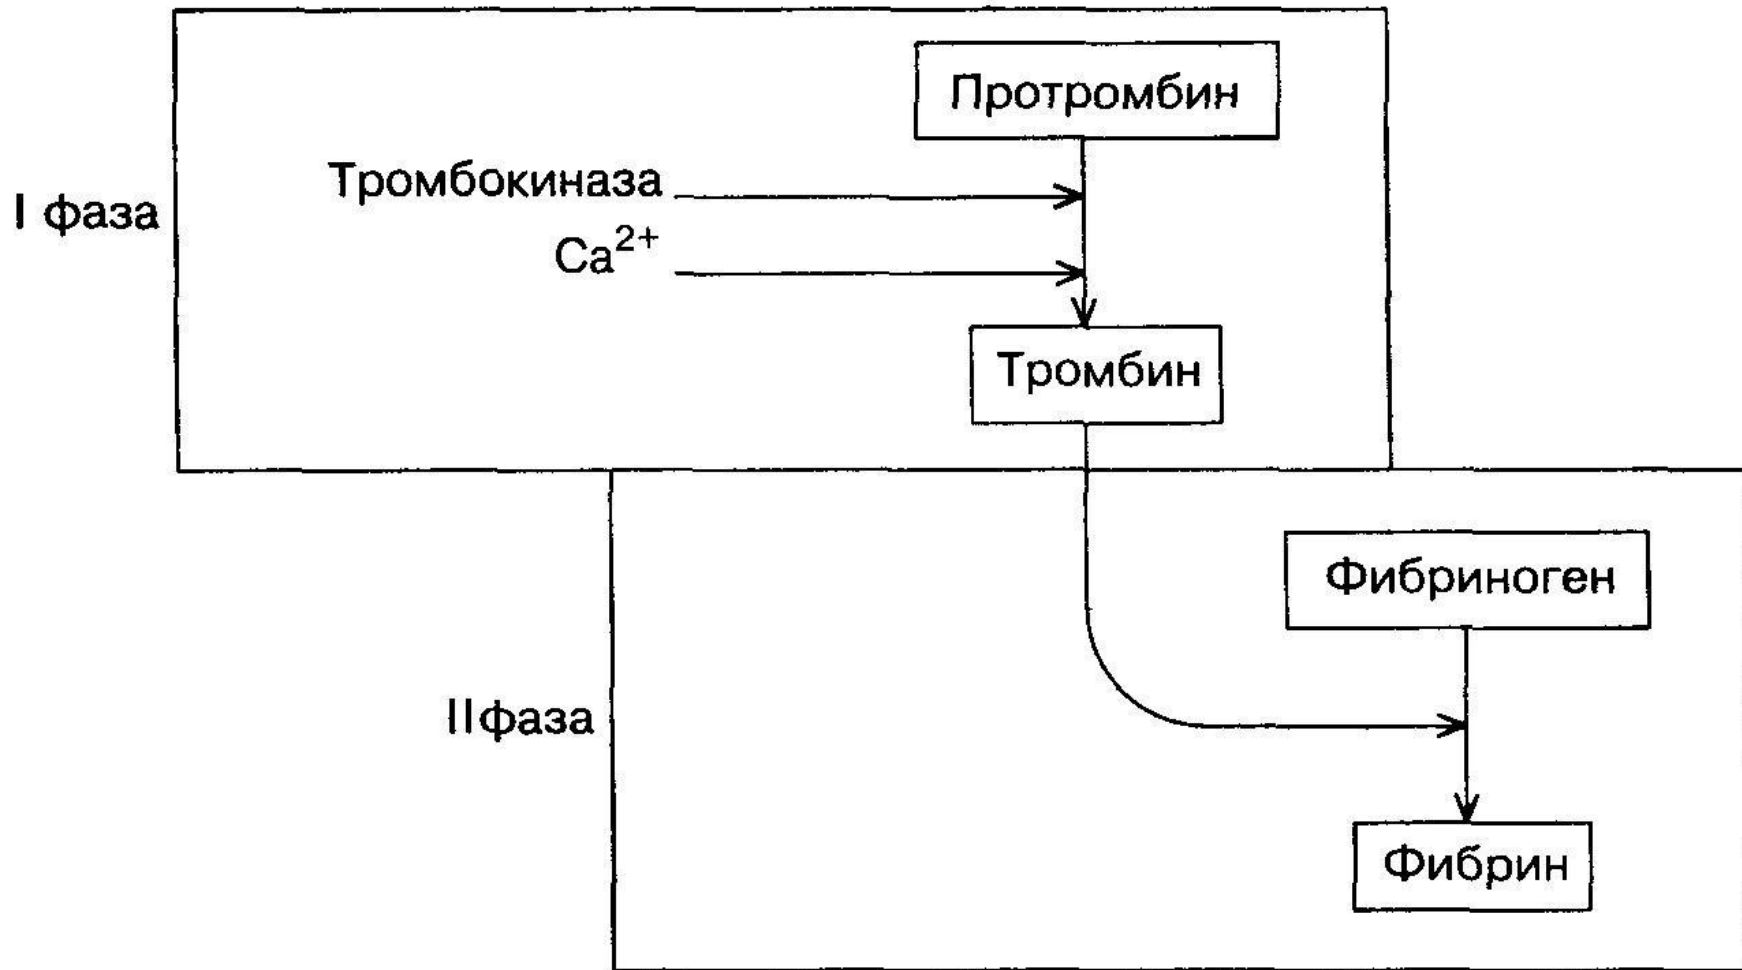 Протромбин
Тромбокиназа
I фаза
Ca²⁺
Тромбин
Фибриноген
IIфаза
Фибрин